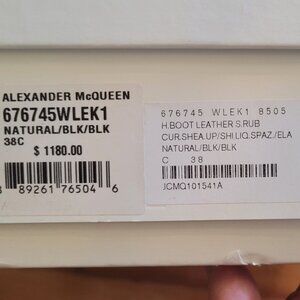 ALEXANDER McQUEEN
676745WLEK1
NATURAL/BLK/BLK
38C
$ 1180.00
89261 76504 6
676745 WLEK1 8505
H.BOOT LEATHER S.RUB
CUR.SHEA.UP/SHI.LIQ.SPAZ./ELA
NATURAL/BLK/BLK
C 38
JCMQ101541A